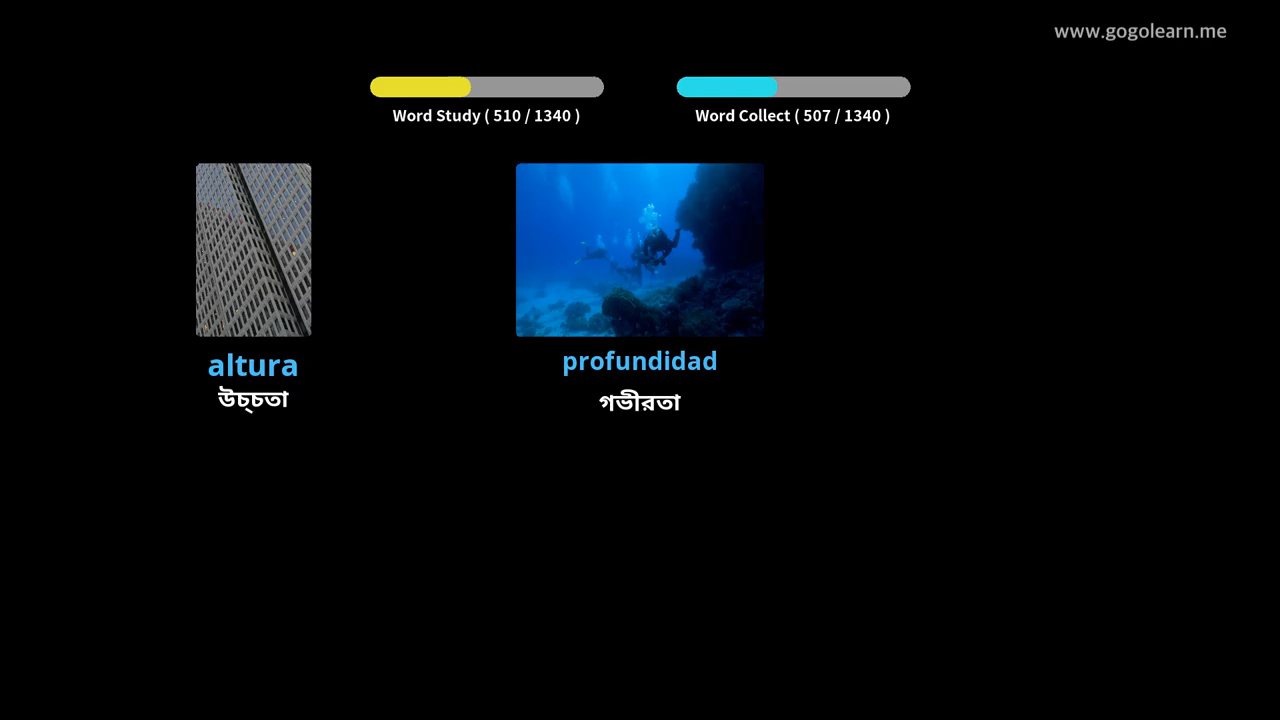 www.gogolearn.me
Word Study ( 510 / 1340 )
Word Collect ( 507 / 1340 )
altura
উচ্চতা
profundidad
গভীরতা